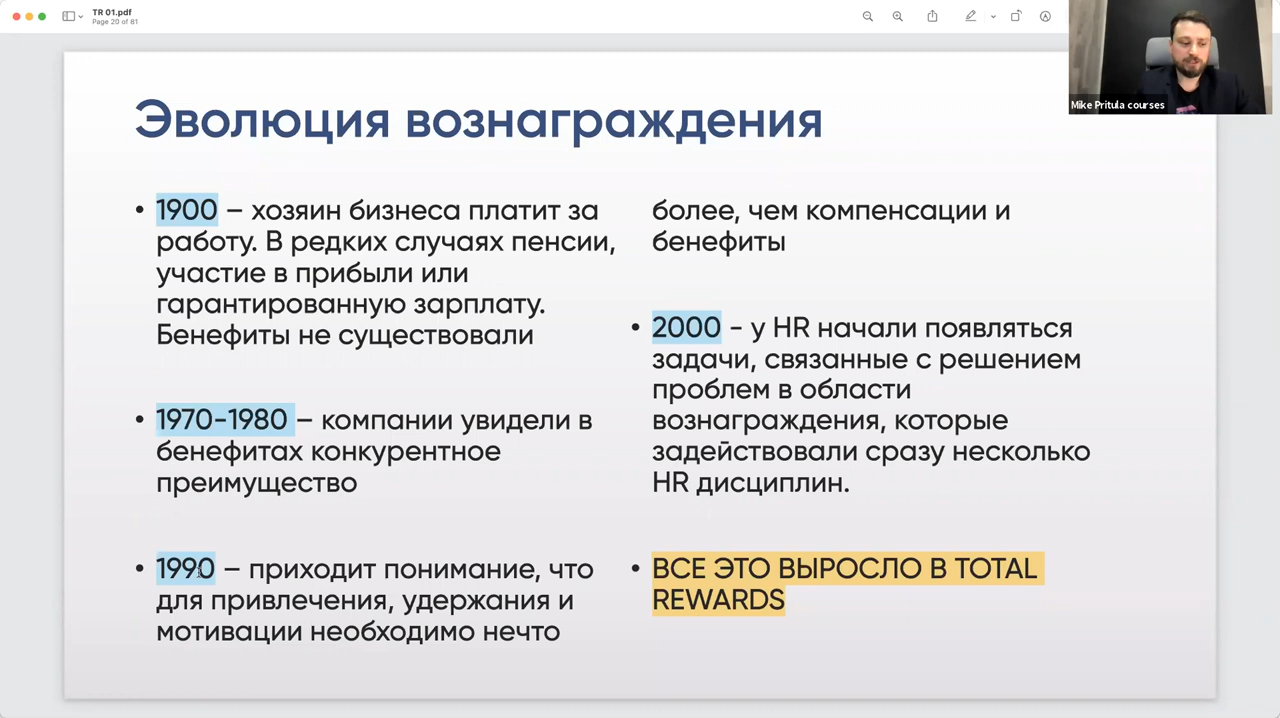 TR 01.pdf
Page 20 of 81
Mike Pritula courses
Эволюция вознаграждения
• 1900 – хозяин бизнеса платит за
работу. В редких случаях пенсии,
участие в прибыли или
гарантированную зарплату.
Бенефиты не существовали
• 1970-1980 – компании увидели в
бенефитах конкурентное
преимущество
• 1990 – приходит понимание, что
для привлечения, удержания и
мотивации необходимо нечто
более, чем компенсации и
бенефиты
• 2000 - у HR начали появляться
задачи, связанные с решением
проблем в области
вознаграждения, которые
задействовали сразу несколько
HR дисциплин.
• ВСЕ ЭТО ВЫРОСЛО В TOTAL
REWARDS